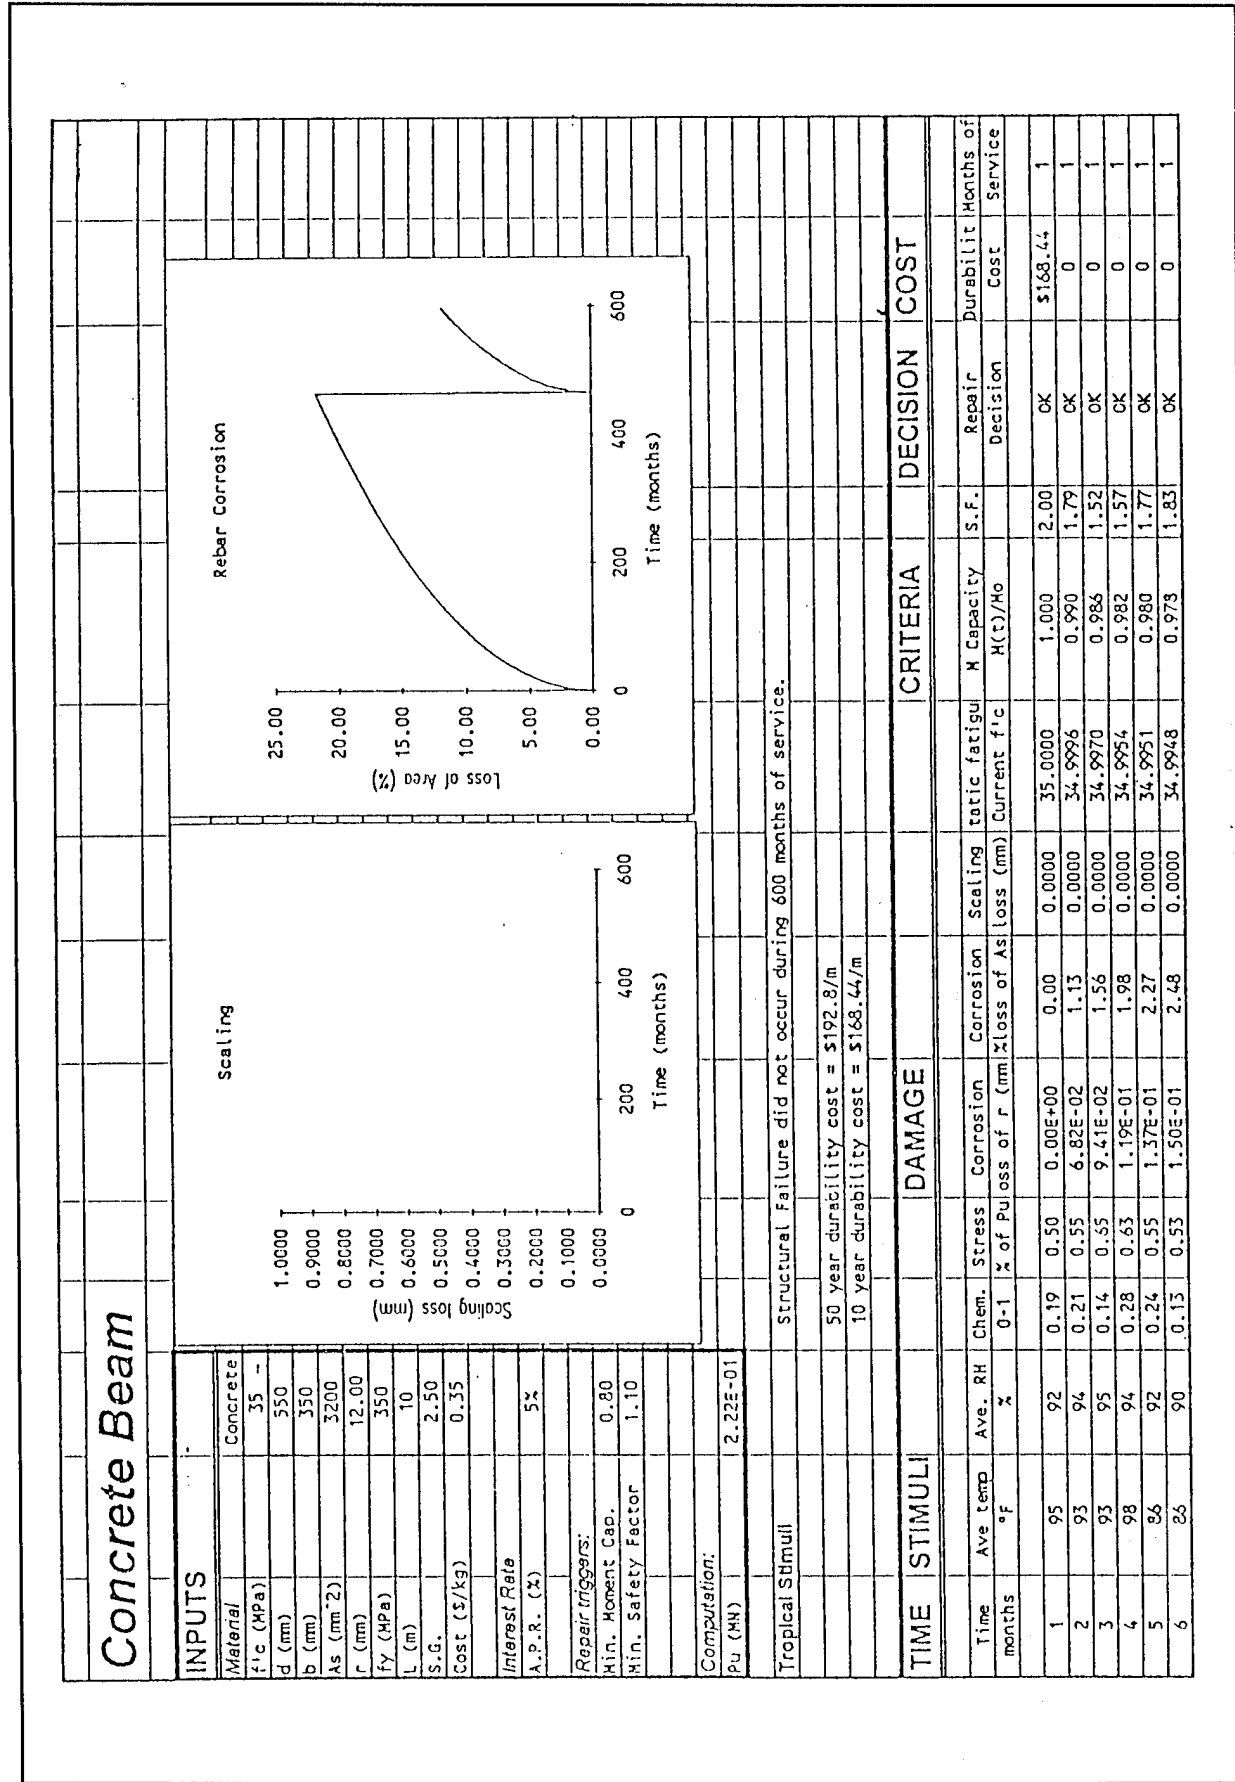 Concrete Beam
INPUTS
Material Concrete
f'c (MPa) 35
d (mm) 550
b (mm) 350
As (mm^2) 3200
r (mm) 12.00
fy (MPa) 350
L (m) 10
S.G. 2.50
Cost ($/kg) 0.35
Interest Rate
A.P.R. (%) 5%
Repair triggers:
Min. Moment Cap. 0.80
Min. Safety Factor 1.10
Computation:
Pu (MN) 2.22E-01
Scaling
Scaling loss (mm)
1.0000
0.9000
0.8000
0.7000
0.6000
0.5000
0.4000
0.3000
0.2000
0.1000
0.0000
0 200 400 600
Time (months)
Rebar Corrosion
Loss of Area (%)
25.00
20.00
15.00
10.00
5.00
0.00
0 200 400 600
Time (months)
Tropical Stimuli Structural Failure did not occur during 600 months of service.
50 year durability cost = $192.8/m
10 year durability cost = $168.44/m
TIME STIMULI DAMAGE CRITERIA DECISION COST
Time Ave temp Ave. RH Chem. Stress Corrosion Corrosion Scaling tatic fatigu M Capacity S.F. Repair Durabilit Months of
months °F % 0-1 % of Pu oss of r (mm %loss of As loss (mm) Current f'c M(t)/Mo Decision Cost Service
1 95 92 0.19 0.50 0.00E+00 0.00 0.0000 35.0000 1.000 2.00 OK $168.44 1
2 93 94 0.21 0.55 6.82E-02 1.13 0.0000 34.9996 0.990 1.79 OK 0 1
3 93 95 0.14 0.65 9.41E-02 1.56 0.0000 34.9970 0.986 1.52 OK 0 1
4 98 94 0.28 0.63 1.19E-01 1.98 0.0000 34.9954 0.982 1.57 OK 0 1
5 86 92 0.24 0.55 1.37E-01 2.27 0.0000 34.9951 0.980 1.77 OK 0 1
6 86 90 0.13 0.53 1.50E-01 2.48 0.0000 34.9948 0.978 1.83 OK 0 1